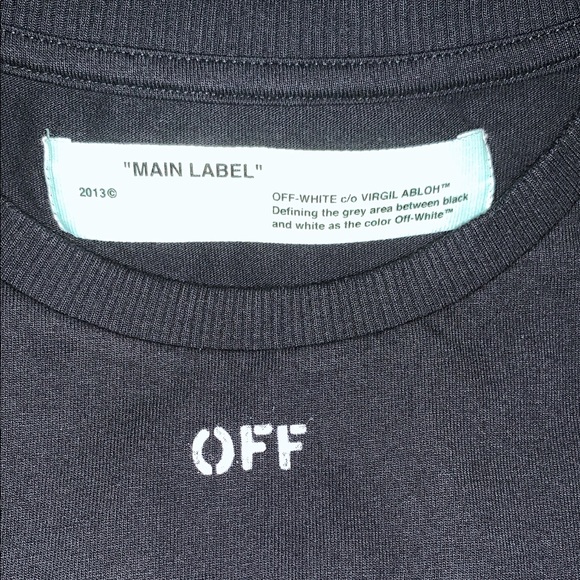 "MAIN LABEL"
2013©
OFF-WHITE c/o VIRGIL ABLOH™
Defining the grey area between black
and white as the color Off-White™
OFF